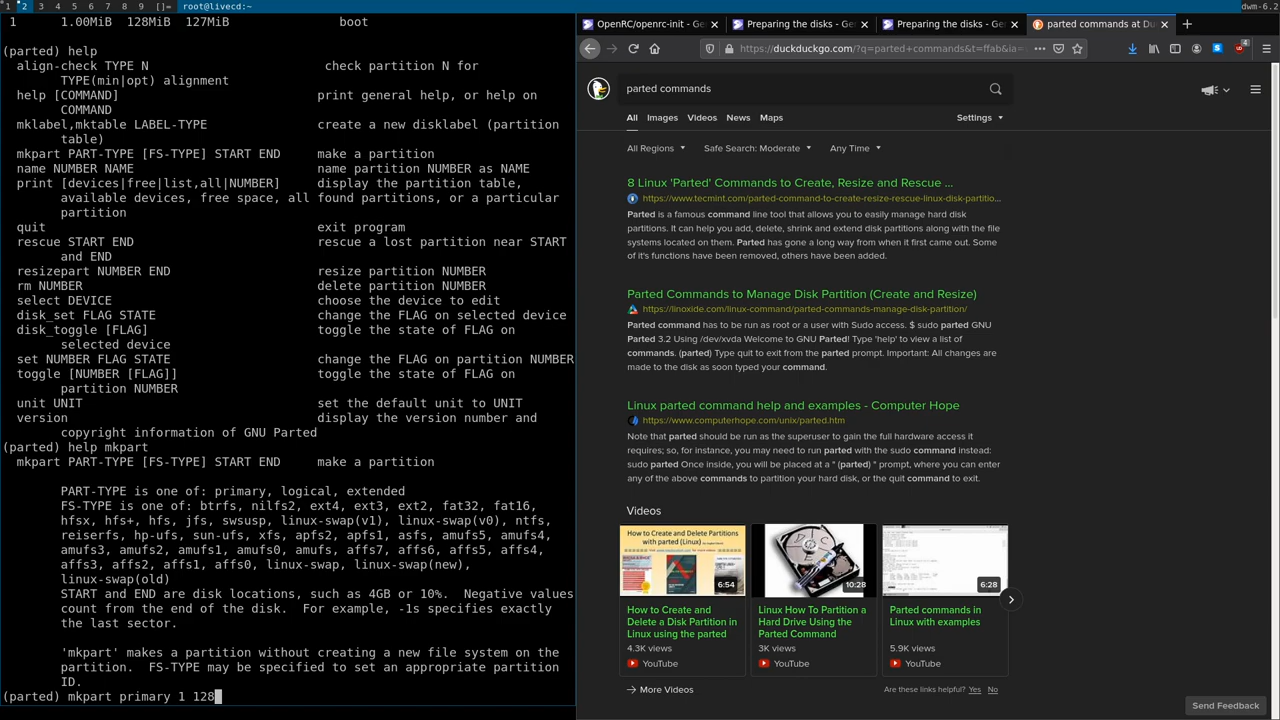 1 2 3 4 5 6 7 8 9 []= root@livecd:~ dwm-6.2
1 1.00MiB 128MiB 127MiB boot
(parted) help
align-check TYPE N check partition N for
TYPE(min|opt) alignment
help [COMMAND] print general help, or help on
COMMAND
mklabel,mktable LABEL-TYPE create a new disklabel (partition
table)
mkpart PART-TYPE [FS-TYPE] START END make a partition
name NUMBER NAME name partition NUMBER as NAME
print [devices|free|list,all|NUMBER] display the partition table,
available devices, free space, all found partitions, or a particular
partition
quit exit program
rescue START END rescue a lost partition near START
and END
resizepart NUMBER END resize partition NUMBER
rm NUMBER delete partition NUMBER
select DEVICE choose the device to edit
disk_set FLAG STATE change the FLAG on selected device
disk_toggle [FLAG] toggle the state of FLAG on
selected device
set NUMBER FLAG STATE change the FLAG on partition NUMBER
toggle [NUMBER [FLAG]] toggle the state of FLAG on
partition NUMBER
unit UNIT set the default unit to UNIT
version display the version number and
copyright information of GNU Parted
(parted) help mkpart
mkpart PART-TYPE [FS-TYPE] START END make a partition
PART-TYPE is one of: primary, logical, extended
FS-TYPE is one of: btrfs, nilfs2, ext4, ext3, ext2, fat32, fat16,
hfsx, hfs+, hfs, jfs, swsusp, linux-swap(v1), linux-swap(v0), ntfs,
reiserfs, hp-ufs, sun-ufs, xfs, apfs2, apfs1, asfs, amufs5, amufs4,
amufs3, amufs2, amufs1, amufs0, amufs, affs7, affs6, affs5, affs4,
affs3, affs2, affs1, affs0, linux-swap, linux-swap(new),
linux-swap(old)
START and END are disk locations, such as 4GB or 10%. Negative values
count from the end of the disk. For example, -1s specifies exactly
the last sector.
'mkpart' makes a partition without creating a new file system on the
partition. FS-TYPE may be specified to set an appropriate partition
ID.
(parted) mkpart primary 1 128
OpenRC/openrc-init - Ge
Preparing the disks - Ge
Preparing the disks - Ge
parted commands at Du
https://duckduckgo.com/?q=parted+commands&t=ffab&ia=
4
parted commands
All Images Videos News Maps Settings
All Regions Safe Search: Moderate Any Time
8 Linux 'Parted' Commands to Create, Resize and Rescue ...
https://www.tecmint.com/parted-command-to-create-resize-rescue-linux-disk-partitio...
Parted is a famous command line tool that allows you to easily manage hard disk
partitions. It can help you add, delete, shrink and extend disk partitions along with the file
systems located on them. Parted has gone a long way from when it first came out. Some
of it's functions have been removed, others have been added.
Parted Commands to Manage Disk Partition (Create and Resize)
https://linoxide.com/linux-command/parted-commands-manage-disk-partition/
Parted command has to be run as root or a user with Sudo access. $ sudo parted GNU
Parted 3.2 Using /dev/xvda Welcome to GNU Parted! Type 'help' to view a list of
commands. (parted) Type quit to exit from the parted prompt. Important: All changes are
made to the disk as soon typed your command.
Linux parted command help and examples - Computer Hope
https://www.computerhope.com/unix/parted.htm
Note that parted should be run as the superuser to gain the full hardware access it
requires; so, for instance, you may need to run parted with the sudo command instead:
sudo parted Once inside, you will be placed at a " (parted) " prompt, where you can enter
any of the above commands to partition your hard disk, or the quit command to exit.
Videos
How to Create and Delete
a Disk Partition
with parted (Linux)
6:54
10:28
6:28
How to Create and
Delete a Disk Partition in
Linux using the parted
4.3K views
YouTube
Linux How To Partition a
Hard Drive Using the
Parted Command
3K views
YouTube
Parted commands in
Linux with examples
5.9K views
YouTube
More Videos
Are these links helpful? Yes No
Send Feedback